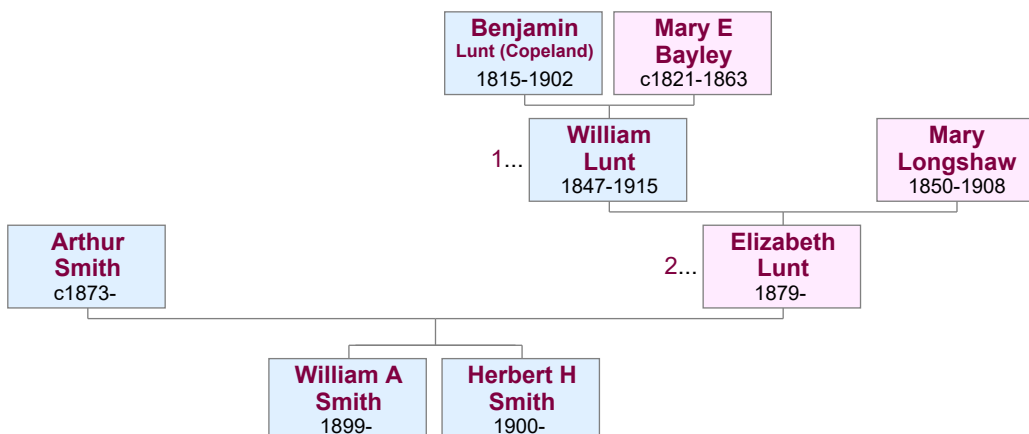 Benjamin
Lunt (Copeland)
1815-1902
Mary E
Bayley
c1821-1863
1...
William
Lunt
1847-1915
Mary
Longshaw
1850-1908
Arthur
Smith
c1873-
2...
Elizabeth
Lunt
1879-
William A
Smith
1899-
Herbert H
Smith
1900-